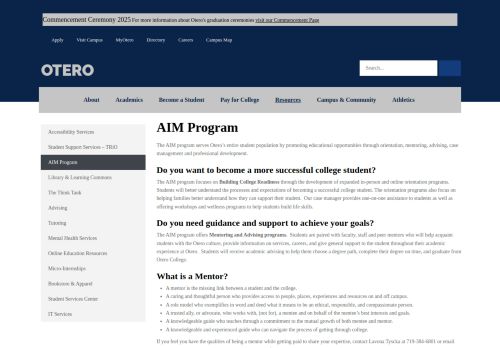 Commencement Ceremony 2025 For more information about Otero's graduation ceremonies visit our Commencement Page
Apply Visit Campus MyOtero Directory Careers Campus Map
OTERO
Search...
About Academics Become a Student Pay for College Resources Campus & Community Athletics
Accessibility Services
Student Support Services – TRiO
AIM Program
Library & Learning Commons
The Think Tank
Advising
Tutoring
Mental Health Services
Online Education Resources
Micro-Internships
Bookstore & Apparel
Student Services Center
IT Services
AIM Program
The AIM program serves Otero's entire student population by promoting educational opportunities through orientation, mentoring, advising, case
management and professional development.
Do you want to become a more successful college student?
The AIM program focuses on Building College Readiness through the development of expanded in-person and online orientation programs.
Students will better understand the processes and expectations of becoming a successful college student. The orientation programs also focus on
helping families better understand how they can support their student. Our case manager provides one-on-one assistance to students as well as
offering workshops and wellness programs to help students build life skills.
Do you need guidance and support to achieve your goals?
The AIM program offers Mentoring and Advising programs. Students are paired with faculty, staff and peer mentors who will help acquaint
students with the Otero culture, provide information on services, careers, and give general support to the student throughout their academic
experience at Otero. Students will receive academic advising to help them choose a degree path, complete their degree on time, and graduate from
Otero College.
What is a Mentor?
A mentor is the missing link between a student and the college.
A caring and thoughtful person who provides access to people, places, experiences and resources on and off campus.
A role model who exemplifies in word and deed what it means to be an ethical, responsible, and compassionate person.
A trusted ally, or advocate, who works with, (not for), a mentee and on behalf of the mentee's best interests and goals.
A knowledgeable guide who teaches through a commitment to the mutual growth of both mentee and mentor.
A knowledgeable and experienced guide who can navigate the process of getting through college.
If you feel you have the qualities of being a mentor while getting paid to share your expertise, contact Lavona Tyszka at 719-384-6801 or email